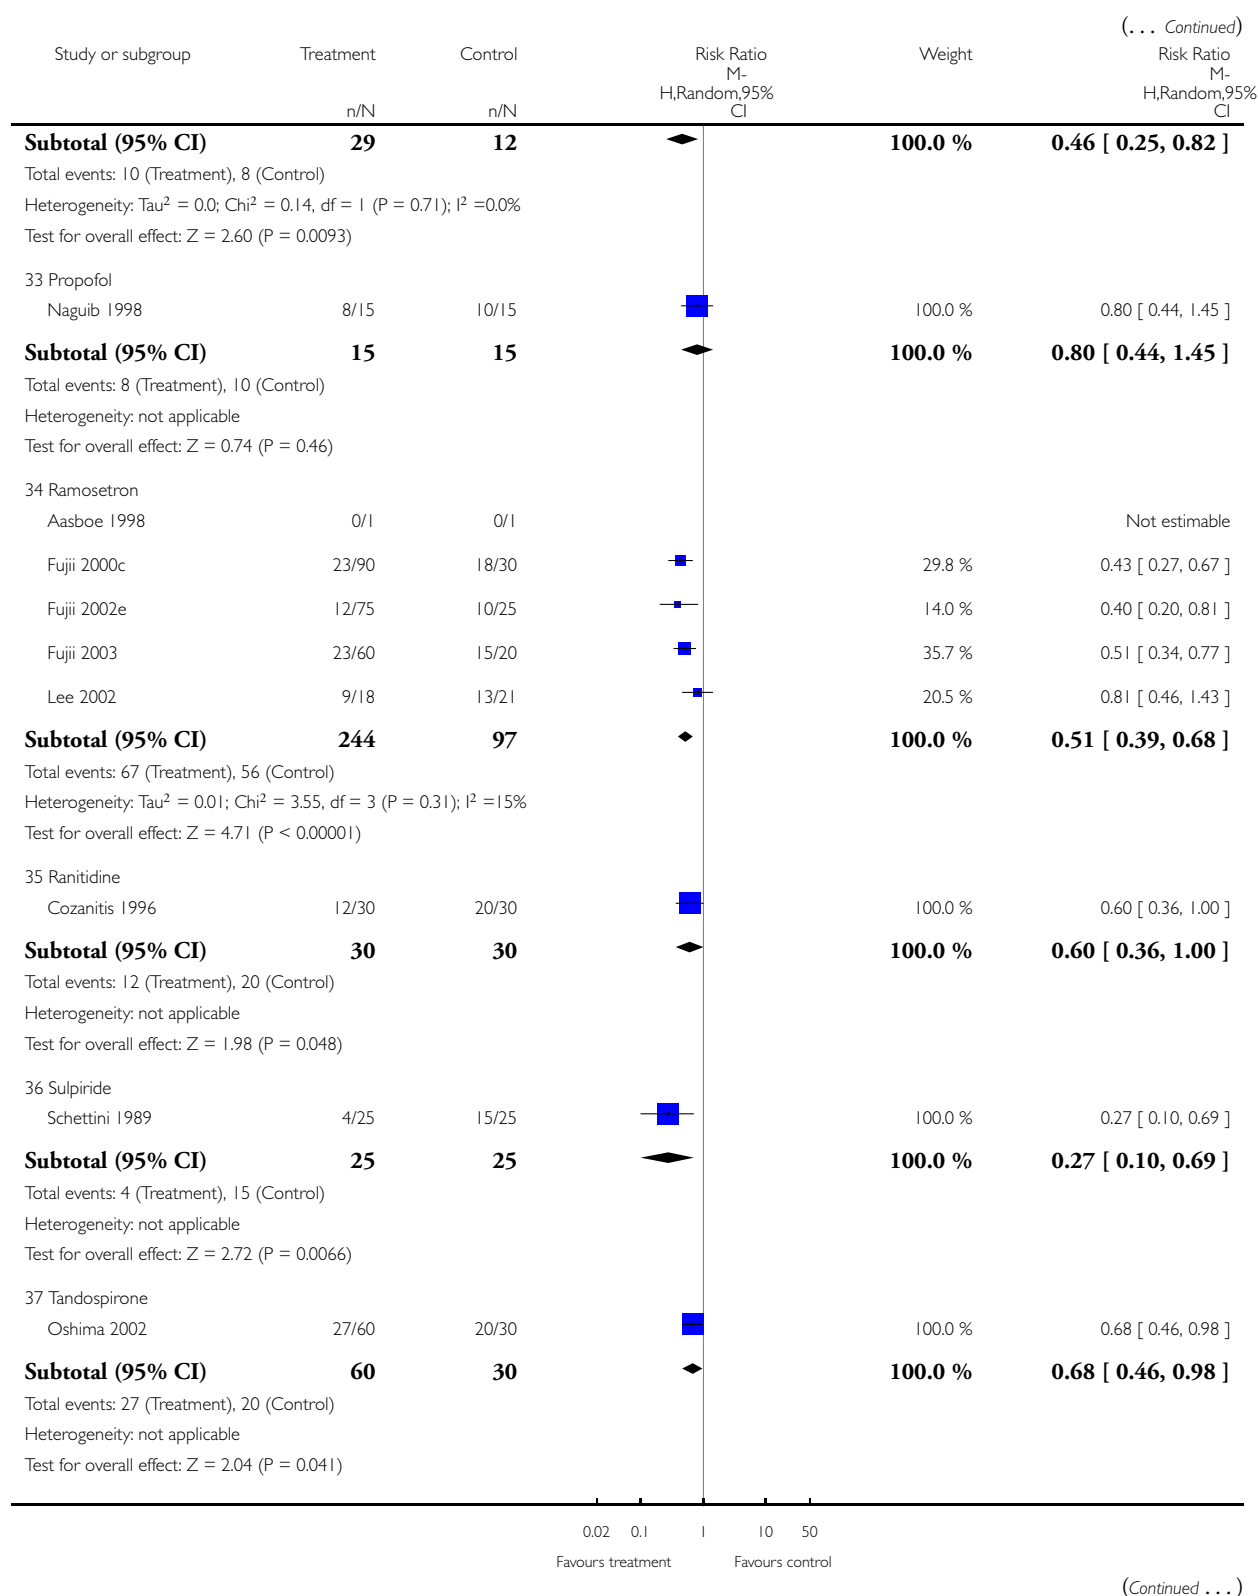 (... Continued)
Study or subgroup Treatment Control Risk Ratio Weight Risk Ratio
M- M-
H,Random,95% H,Random,95%
n/N n/N CI CI
Subtotal (95% CI) 29 12 100.0 % 0.46 [ 0.25, 0.82 ]
Total events: 10 (Treatment), 8 (Control)
Heterogeneity: Tau² = 0.0; Chi² = 0.14, df = 1 (P = 0.71); I² =0.0%
Test for overall effect: Z = 2.60 (P = 0.0093)
33 Propofol
Naguib 1998 8/15 10/15 100.0 % 0.80 [ 0.44, 1.45 ]
Subtotal (95% CI) 15 15 100.0 % 0.80 [ 0.44, 1.45 ]
Total events: 8 (Treatment), 10 (Control)
Heterogeneity: not applicable
Test for overall effect: Z = 0.74 (P = 0.46)
34 Ramosetron
Aasboe 1998 0/1 0/1 Not estimable
Fujii 2000c 23/90 18/30 29.8 % 0.43 [ 0.27, 0.67 ]
Fujii 2002e 12/75 10/25 14.0 % 0.40 [ 0.20, 0.81 ]
Fujii 2003 23/60 15/20 35.7 % 0.51 [ 0.34, 0.77 ]
Lee 2002 9/18 13/21 20.5 % 0.81 [ 0.46, 1.43 ]
Subtotal (95% CI) 244 97 100.0 % 0.51 [ 0.39, 0.68 ]
Total events: 67 (Treatment), 56 (Control)
Heterogeneity: Tau² = 0.01; Chi² = 3.55, df = 3 (P = 0.31); I² =15%
Test for overall effect: Z = 4.71 (P < 0.00001)
35 Ranitidine
Cozanitis 1996 12/30 20/30 100.0 % 0.60 [ 0.36, 1.00 ]
Subtotal (95% CI) 30 30 100.0 % 0.60 [ 0.36, 1.00 ]
Total events: 12 (Treatment), 20 (Control)
Heterogeneity: not applicable
Test for overall effect: Z = 1.98 (P = 0.048)
36 Sulpiride
Schettini 1989 4/25 15/25 100.0 % 0.27 [ 0.10, 0.69 ]
Subtotal (95% CI) 25 25 100.0 % 0.27 [ 0.10, 0.69 ]
Total events: 4 (Treatment), 15 (Control)
Heterogeneity: not applicable
Test for overall effect: Z = 2.72 (P = 0.0066)
37 Tandospirone
Oshima 2002 27/60 20/30 100.0 % 0.68 [ 0.46, 0.98 ]
Subtotal (95% CI) 60 30 100.0 % 0.68 [ 0.46, 0.98 ]
Total events: 27 (Treatment), 20 (Control)
Heterogeneity: not applicable
Test for overall effect: Z = 2.04 (P = 0.041)
0.02 0.1 1 10 50
Favours treatment Favours control
(Continued ...)